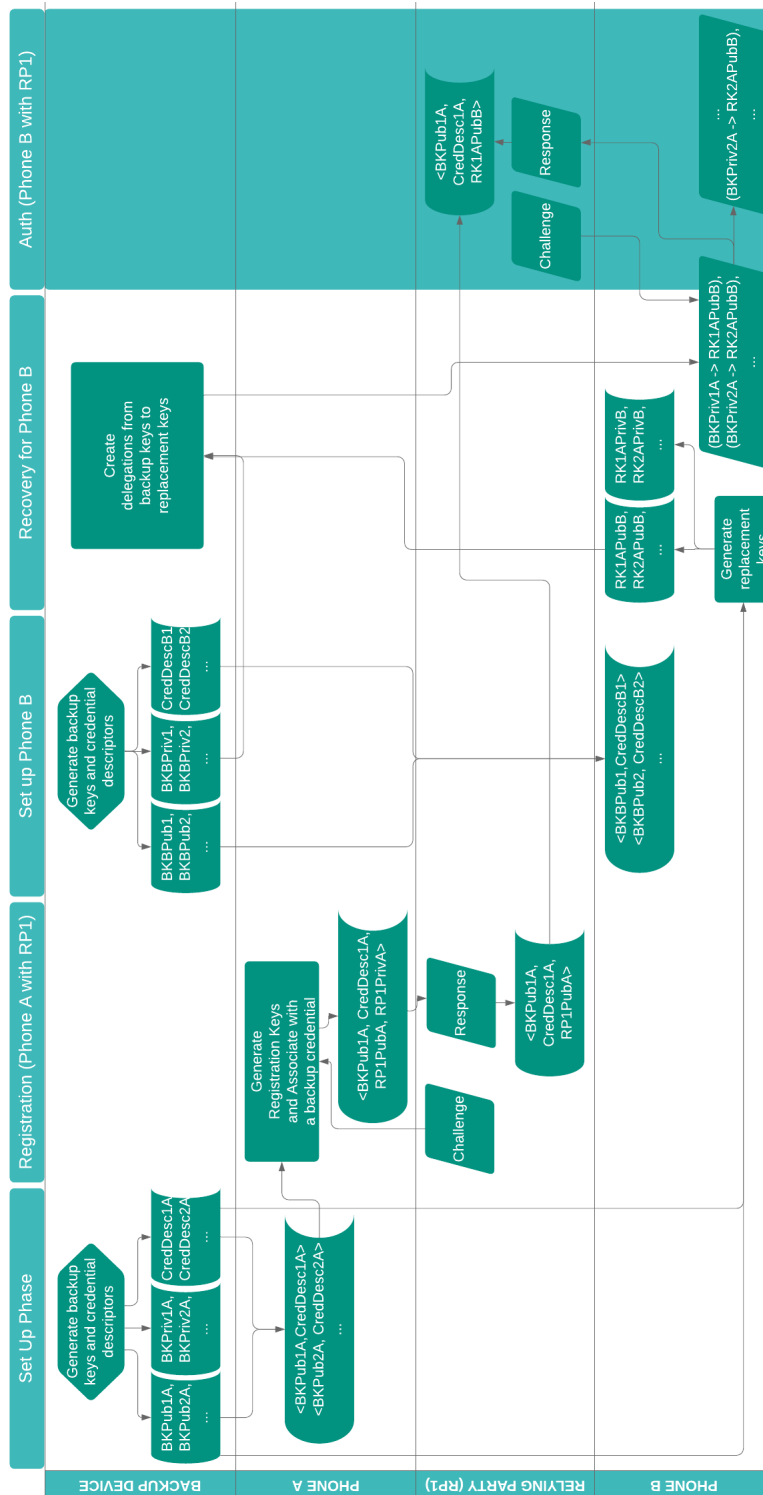 Set Up Phase
Registration (Phone A with RP1)
Set up Phone B
Recovery for Phone B
Auth (Phone B with RP1)
BACKUP DEVICE
Generate backup
keys and credential
descriptors
BKPub1A,
BKPub2A,
...
BKPriv1A,
BKPriv2A,
...
CredDesc1A
CredDesc2A
...
Generate backup
keys and credential
descriptors
BKBPub1,
BKBPub2,
...
BKBPriv1,
BKBPriv2,
...
CredDescB1
CredDescB2
...
Create
delegations from
backup keys to
replacement keys
PHONE A
<BKPub1A,CredDesc1A>
<BKPub2A, CredDesc2A>
...
Generate
Registration Keys
and Associate with
a backup credential
<BKPub1A, CredDesc1A,
RP1PubA, RP1PrivA>
RELYING PARTY (RP1)
Challenge
Response
<BKPub1A,
CredDesc1A,
RP1PubA>
<BKPub1A,
CredDesc1A,
RK1APubB>
Challenge
Response
PHONE B
<BKBPub1,CredDescB1>
<BKBPub2, CredDescB2>
...
RK1APubB,
RK2APubB,
...
RK1APrivB,
RK2APrivB,
...
Generate
replacement
keys
(BKPriv1A -> RK1APubB),
(BKPriv2A -> RK2APubB),
...
...
(BKPriv2A -> RK2APubB),
...